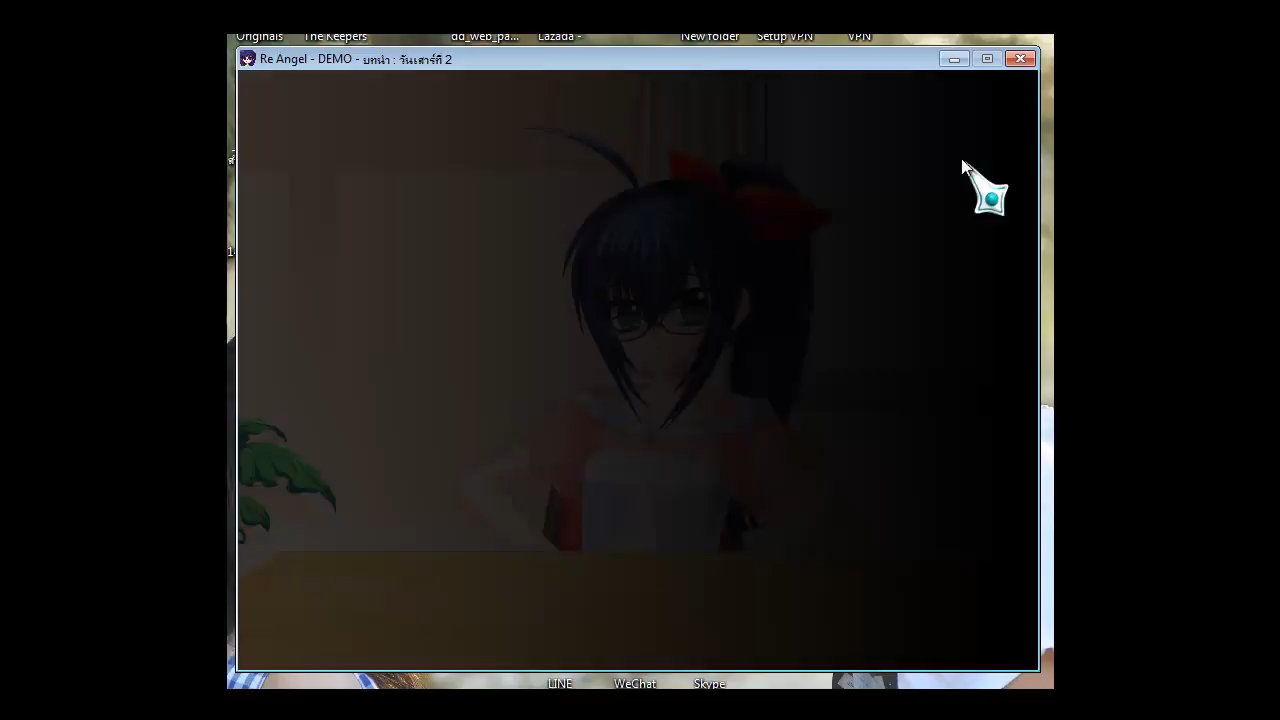 Originals The Keepers dd_web_pa... Lazada - New folder Setup VPN VPN
Re Angel - DEMO - บทนำ : วันเสาร์ที่ 2
LINE WeChat Skype